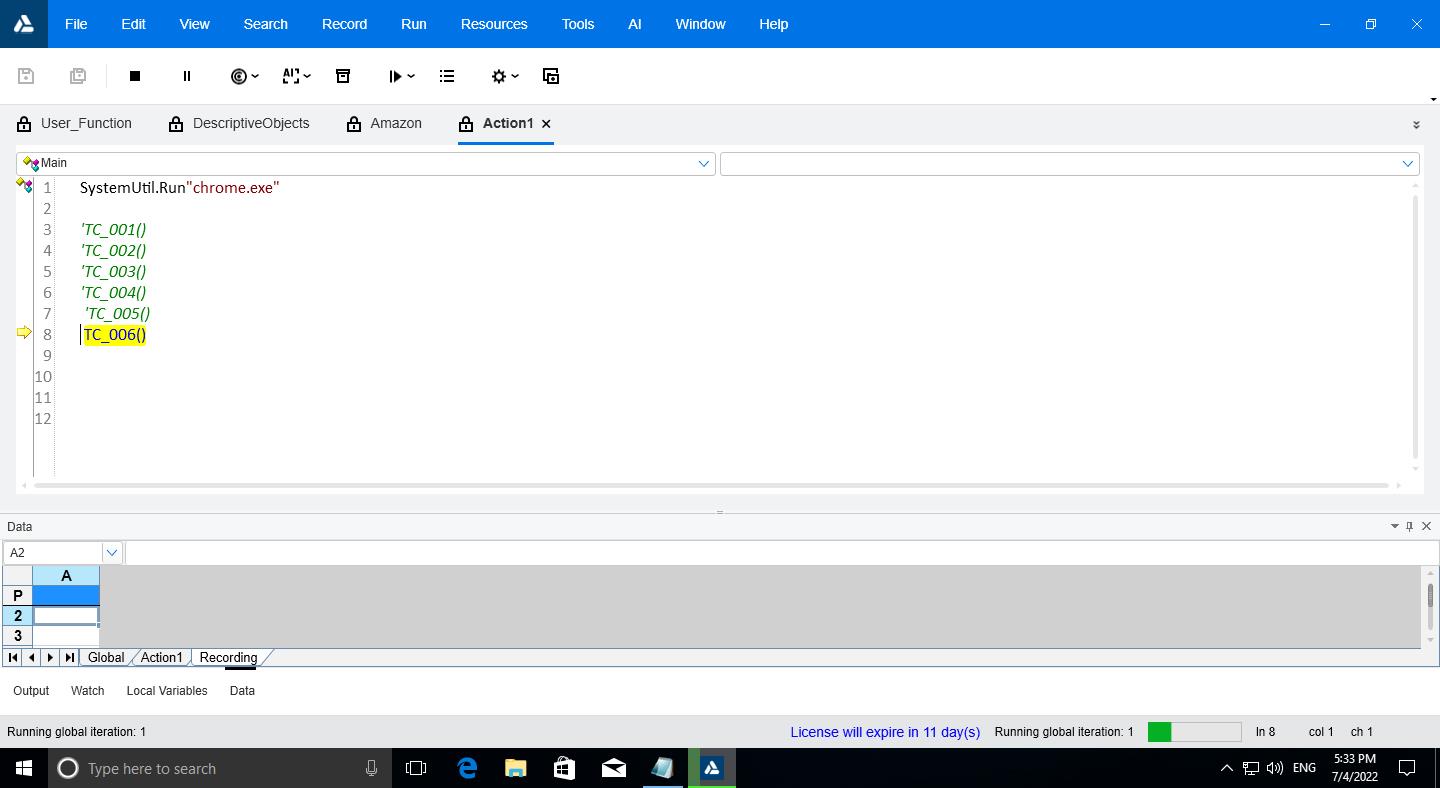 File Edit View Search Record Run Resources Tools AI Window Help
User_Function DescriptiveObjects Amazon Action1
Main
1 SystemUtil.Run"chrome.exe"
2
3 'TC_001()
4 'TC_002()
5 'TC_003()
6 'TC_004()
7 'TC_005()
8 TC_006()
9
10
11
12
Data
A2
A
P
2
3
Global Action1 Recording
Output Watch Local Variables Data
Running global iteration: 1 License will expire in 11 day(s) Running global iteration: 1 ln 8 col 1 ch 1
Type here to search ENG 5:33 PM
7/4/2022